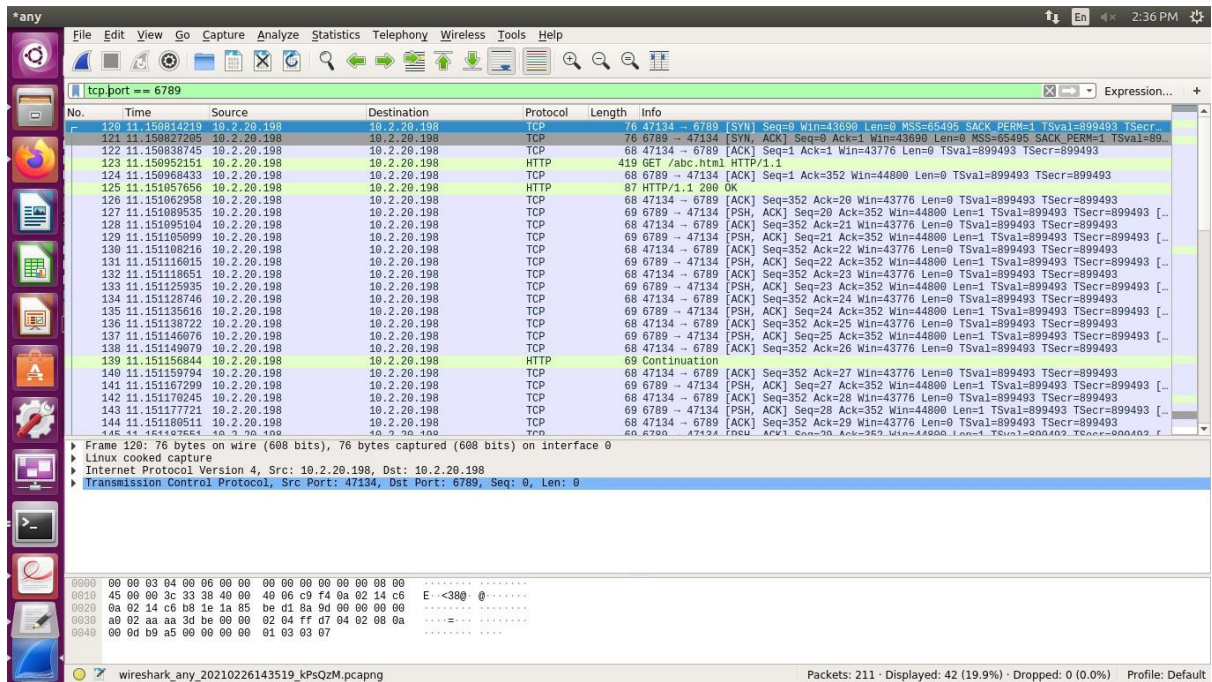 *any
En
2:36 PM
File Edit View Go Capture Analyze Statistics Telephony Wireless Tools Help
tcp.port == 6789
Expression... +
No. Time Source Destination Protocol Length Info
120 11.150814219 10.2.20.198 10.2.20.198 TCP 76 47134 → 6789 [SYN] Seq=0 Win=43690 Len=0 MSS=65495 SACK_PERM=1 TSval=899493 TSecr…
121 11.150827205 10.2.20.198 10.2.20.198 TCP 76 6789 → 47134 [SYN, ACK] Seq=0 Ack=1 Win=43690 Len=0 MSS=65495 SACK_PERM=1 TSval=89…
122 11.150838745 10.2.20.198 10.2.20.198 TCP 68 47134 → 6789 [ACK] Seq=1 Ack=1 Win=43776 Len=0 TSval=899493 TSecr=899493
123 11.150952151 10.2.20.198 10.2.20.198 HTTP 419 GET /abc.html HTTP/1.1
124 11.150968433 10.2.20.198 10.2.20.198 TCP 68 6789 → 47134 [ACK] Seq=1 Ack=352 Win=44800 Len=0 TSval=899493 TSecr=899493
125 11.151057656 10.2.20.198 10.2.20.198 HTTP 87 HTTP/1.1 200 OK
126 11.151062958 10.2.20.198 10.2.20.198 TCP 68 47134 → 6789 [ACK] Seq=352 Ack=20 Win=43776 Len=0 TSval=899493 TSecr=899493
127 11.151089535 10.2.20.198 10.2.20.198 TCP 69 6789 → 47134 [PSH, ACK] Seq=20 Ack=352 Win=44800 Len=1 TSval=899493 TSecr=899493 […
128 11.151095104 10.2.20.198 10.2.20.198 TCP 68 47134 → 6789 [ACK] Seq=352 Ack=21 Win=43776 Len=0 TSval=899493 TSecr=899493
129 11.151105099 10.2.20.198 10.2.20.198 TCP 69 6789 → 47134 [PSH, ACK] Seq=21 Ack=352 Win=44800 Len=1 TSval=899493 TSecr=899493 […
130 11.151108216 10.2.20.198 10.2.20.198 TCP 68 47134 → 6789 [ACK] Seq=352 Ack=22 Win=43776 Len=0 TSval=899493 TSecr=899493
131 11.151116015 10.2.20.198 10.2.20.198 TCP 69 6789 → 47134 [PSH, ACK] Seq=22 Ack=352 Win=44800 Len=1 TSval=899493 TSecr=899493 […
132 11.151118651 10.2.20.198 10.2.20.198 TCP 68 47134 → 6789 [ACK] Seq=352 Ack=23 Win=43776 Len=0 TSval=899493 TSecr=899493
133 11.151125935 10.2.20.198 10.2.20.198 TCP 69 6789 → 47134 [PSH, ACK] Seq=23 Ack=352 Win=44800 Len=1 TSval=899493 TSecr=899493 […
134 11.151128746 10.2.20.198 10.2.20.198 TCP 68 47134 → 6789 [ACK] Seq=352 Ack=24 Win=43776 Len=0 TSval=899493 TSecr=899493
135 11.151135616 10.2.20.198 10.2.20.198 TCP 69 6789 → 47134 [PSH, ACK] Seq=24 Ack=352 Win=44800 Len=1 TSval=899493 TSecr=899493 […
136 11.151138722 10.2.20.198 10.2.20.198 TCP 68 47134 → 6789 [ACK] Seq=352 Ack=25 Win=43776 Len=0 TSval=899493 TSecr=899493
137 11.151146076 10.2.20.198 10.2.20.198 TCP 69 6789 → 47134 [PSH, ACK] Seq=25 Ack=352 Win=44800 Len=1 TSval=899493 TSecr=899493 […
138 11.151149079 10.2.20.198 10.2.20.198 TCP 68 47134 → 6789 [ACK] Seq=352 Ack=26 Win=43776 Len=0 TSval=899493 TSecr=899493
139 11.151156844 10.2.20.198 10.2.20.198 HTTP 69 Continuation
140 11.151159794 10.2.20.198 10.2.20.198 TCP 68 47134 → 6789 [ACK] Seq=352 Ack=27 Win=43776 Len=0 TSval=899493 TSecr=899493
141 11.151167299 10.2.20.198 10.2.20.198 TCP 69 6789 → 47134 [PSH, ACK] Seq=27 Ack=352 Win=44800 Len=1 TSval=899493 TSecr=899493 […
142 11.151170245 10.2.20.198 10.2.20.198 TCP 68 47134 → 6789 [ACK] Seq=352 Ack=28 Win=43776 Len=0 TSval=899493 TSecr=899493
143 11.151177721 10.2.20.198 10.2.20.198 TCP 69 6789 → 47134 [PSH, ACK] Seq=28 Ack=352 Win=44800 Len=1 TSval=899493 TSecr=899493 […
144 11.151180511 10.2.20.198 10.2.20.198 TCP 68 47134 → 6789 [ACK] Seq=352 Ack=29 Win=43776 Len=0 TSval=899493 TSecr=899493
Frame 120: 76 bytes on wire (608 bits), 76 bytes captured (608 bits) on interface 0
Linux cooked capture
Internet Protocol Version 4, Src: 10.2.20.198, Dst: 10.2.20.198
Transmission Control Protocol, Src Port: 47134, Dst Port: 6789, Seq: 0, Len: 0
0000 00 00 03 04 00 06 00 00 00 00 00 00 00 00 08 00 ········ ········
0010 45 00 00 3c 33 38 40 00 40 06 c9 f4 0a 02 14 c6 E··<38@· @·······
0020 0a 02 14 c6 b8 1e 1a 85 be d1 8a 9d 00 00 00 00 ········ ········
0030 a0 02 aa aa 3d be 00 00 02 04 ff d7 04 02 08 0a ····=··· ········
0040 00 0d b9 a5 00 00 00 00 01 03 03 07 ········ ····
wireshark_any_20210226143519_kPsQzM.pcapng
Packets: 211 · Displayed: 42 (19.9%) · Dropped: 0 (0.0%) Profile: Default